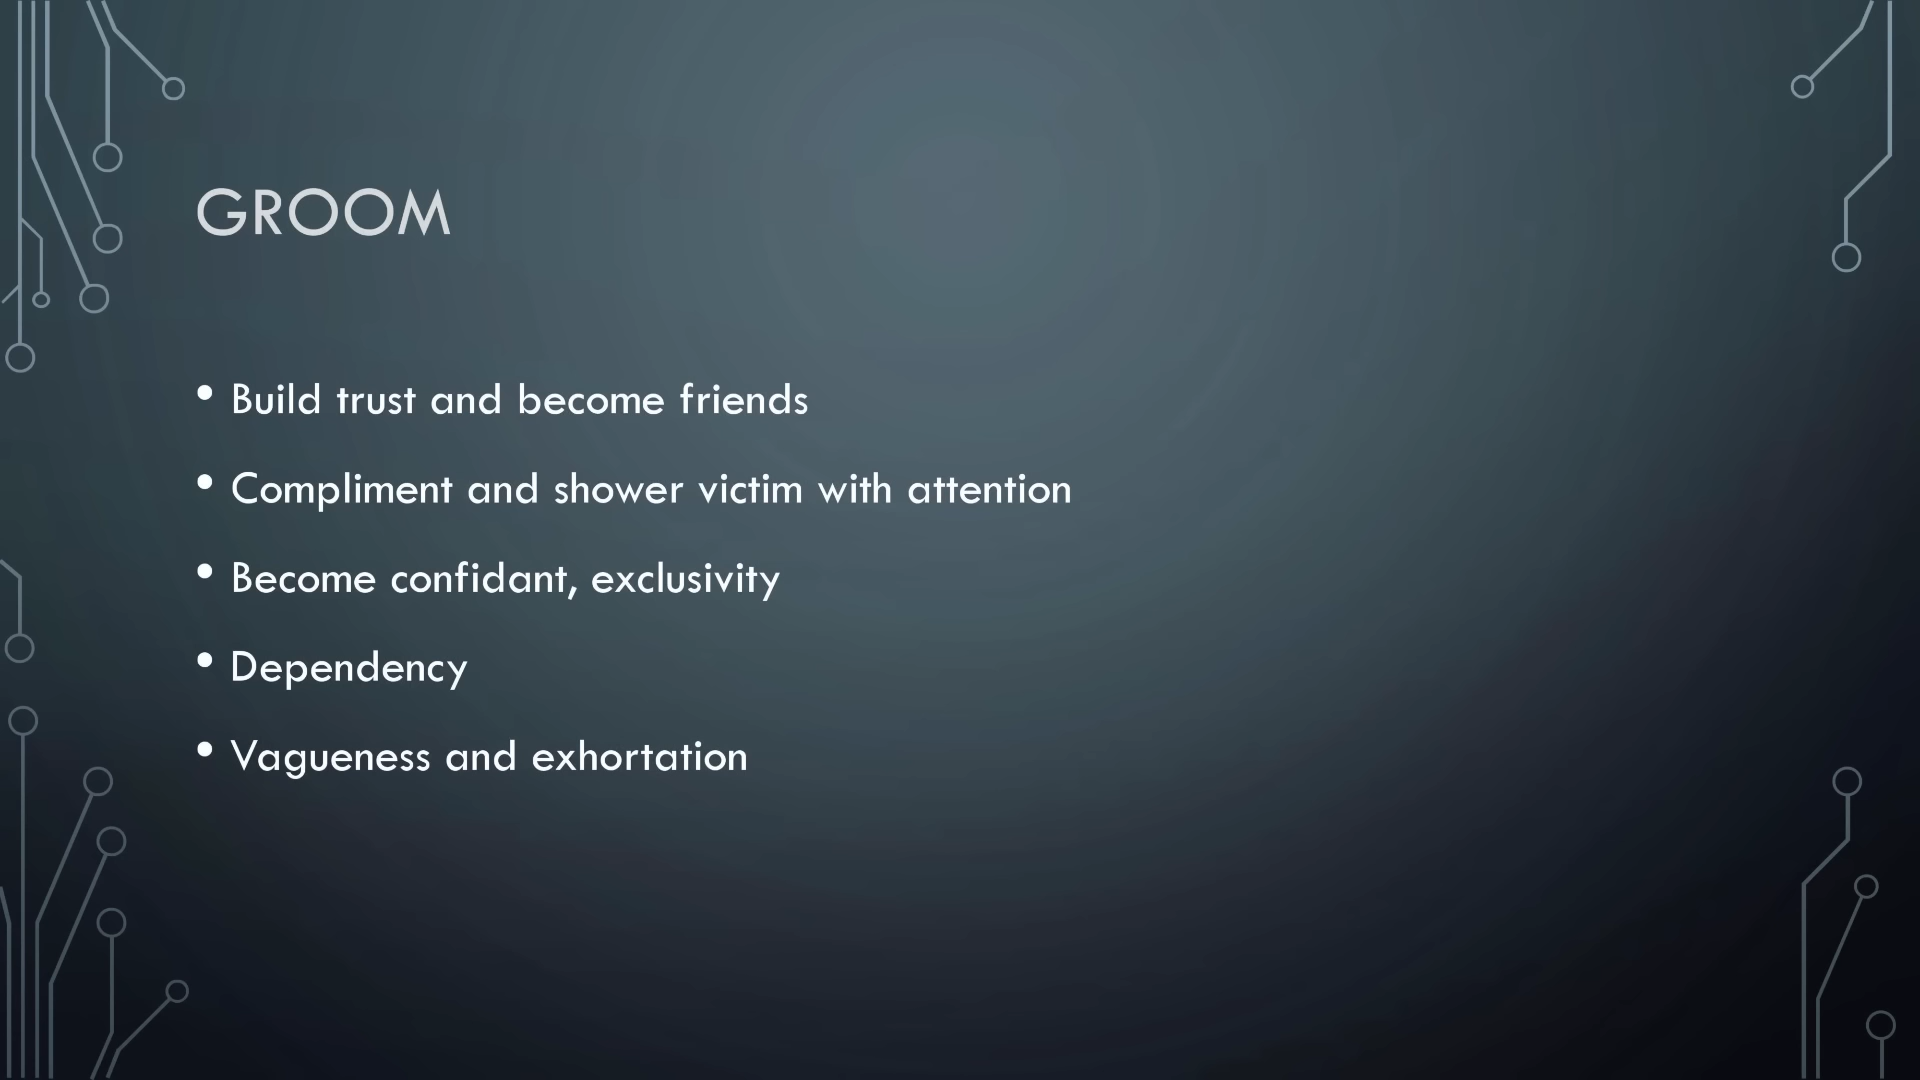 GROOM
• Build trust and become friends
• Compliment and shower victim with attention
• Become confidant, exclusivity
• Dependency
• Vagueness and exhortation